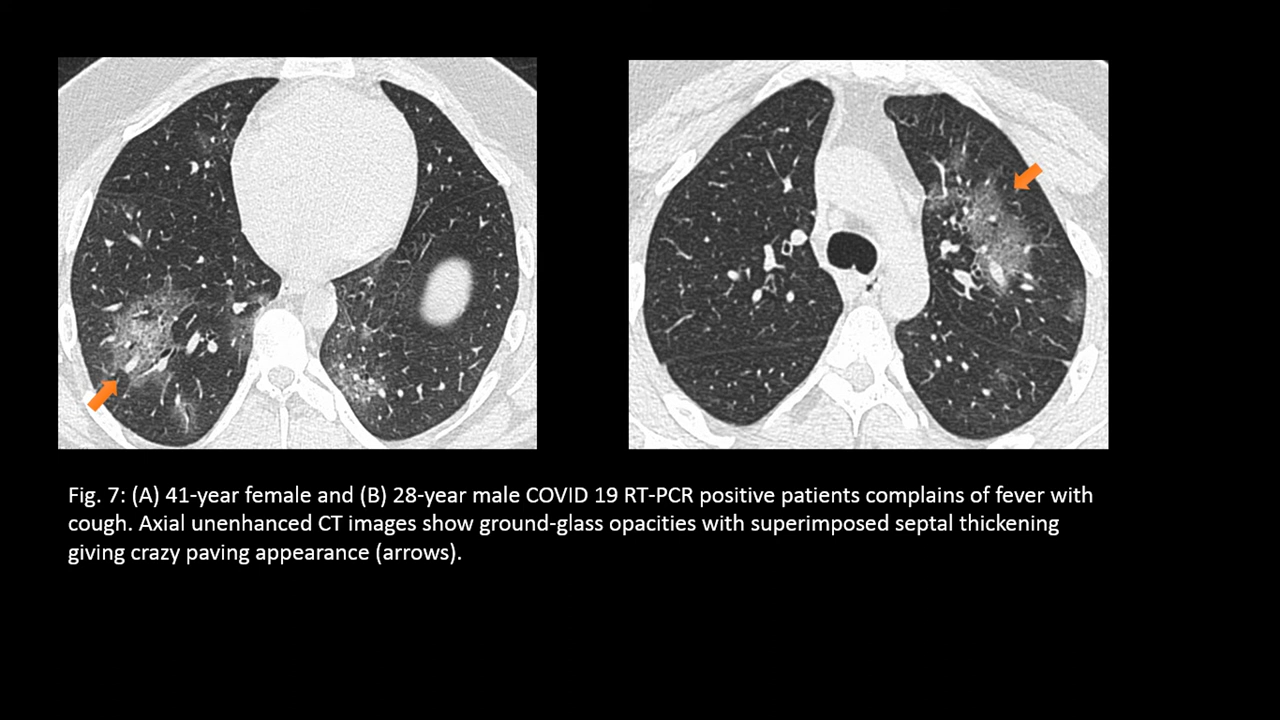 Fig. 7: (A) 41-year female and (B) 28-year male COVID 19 RT-PCR positive patients complains of fever with
cough. Axial unenhanced CT images show ground-glass opacities with superimposed septal thickening
giving crazy paving appearance (arrows).